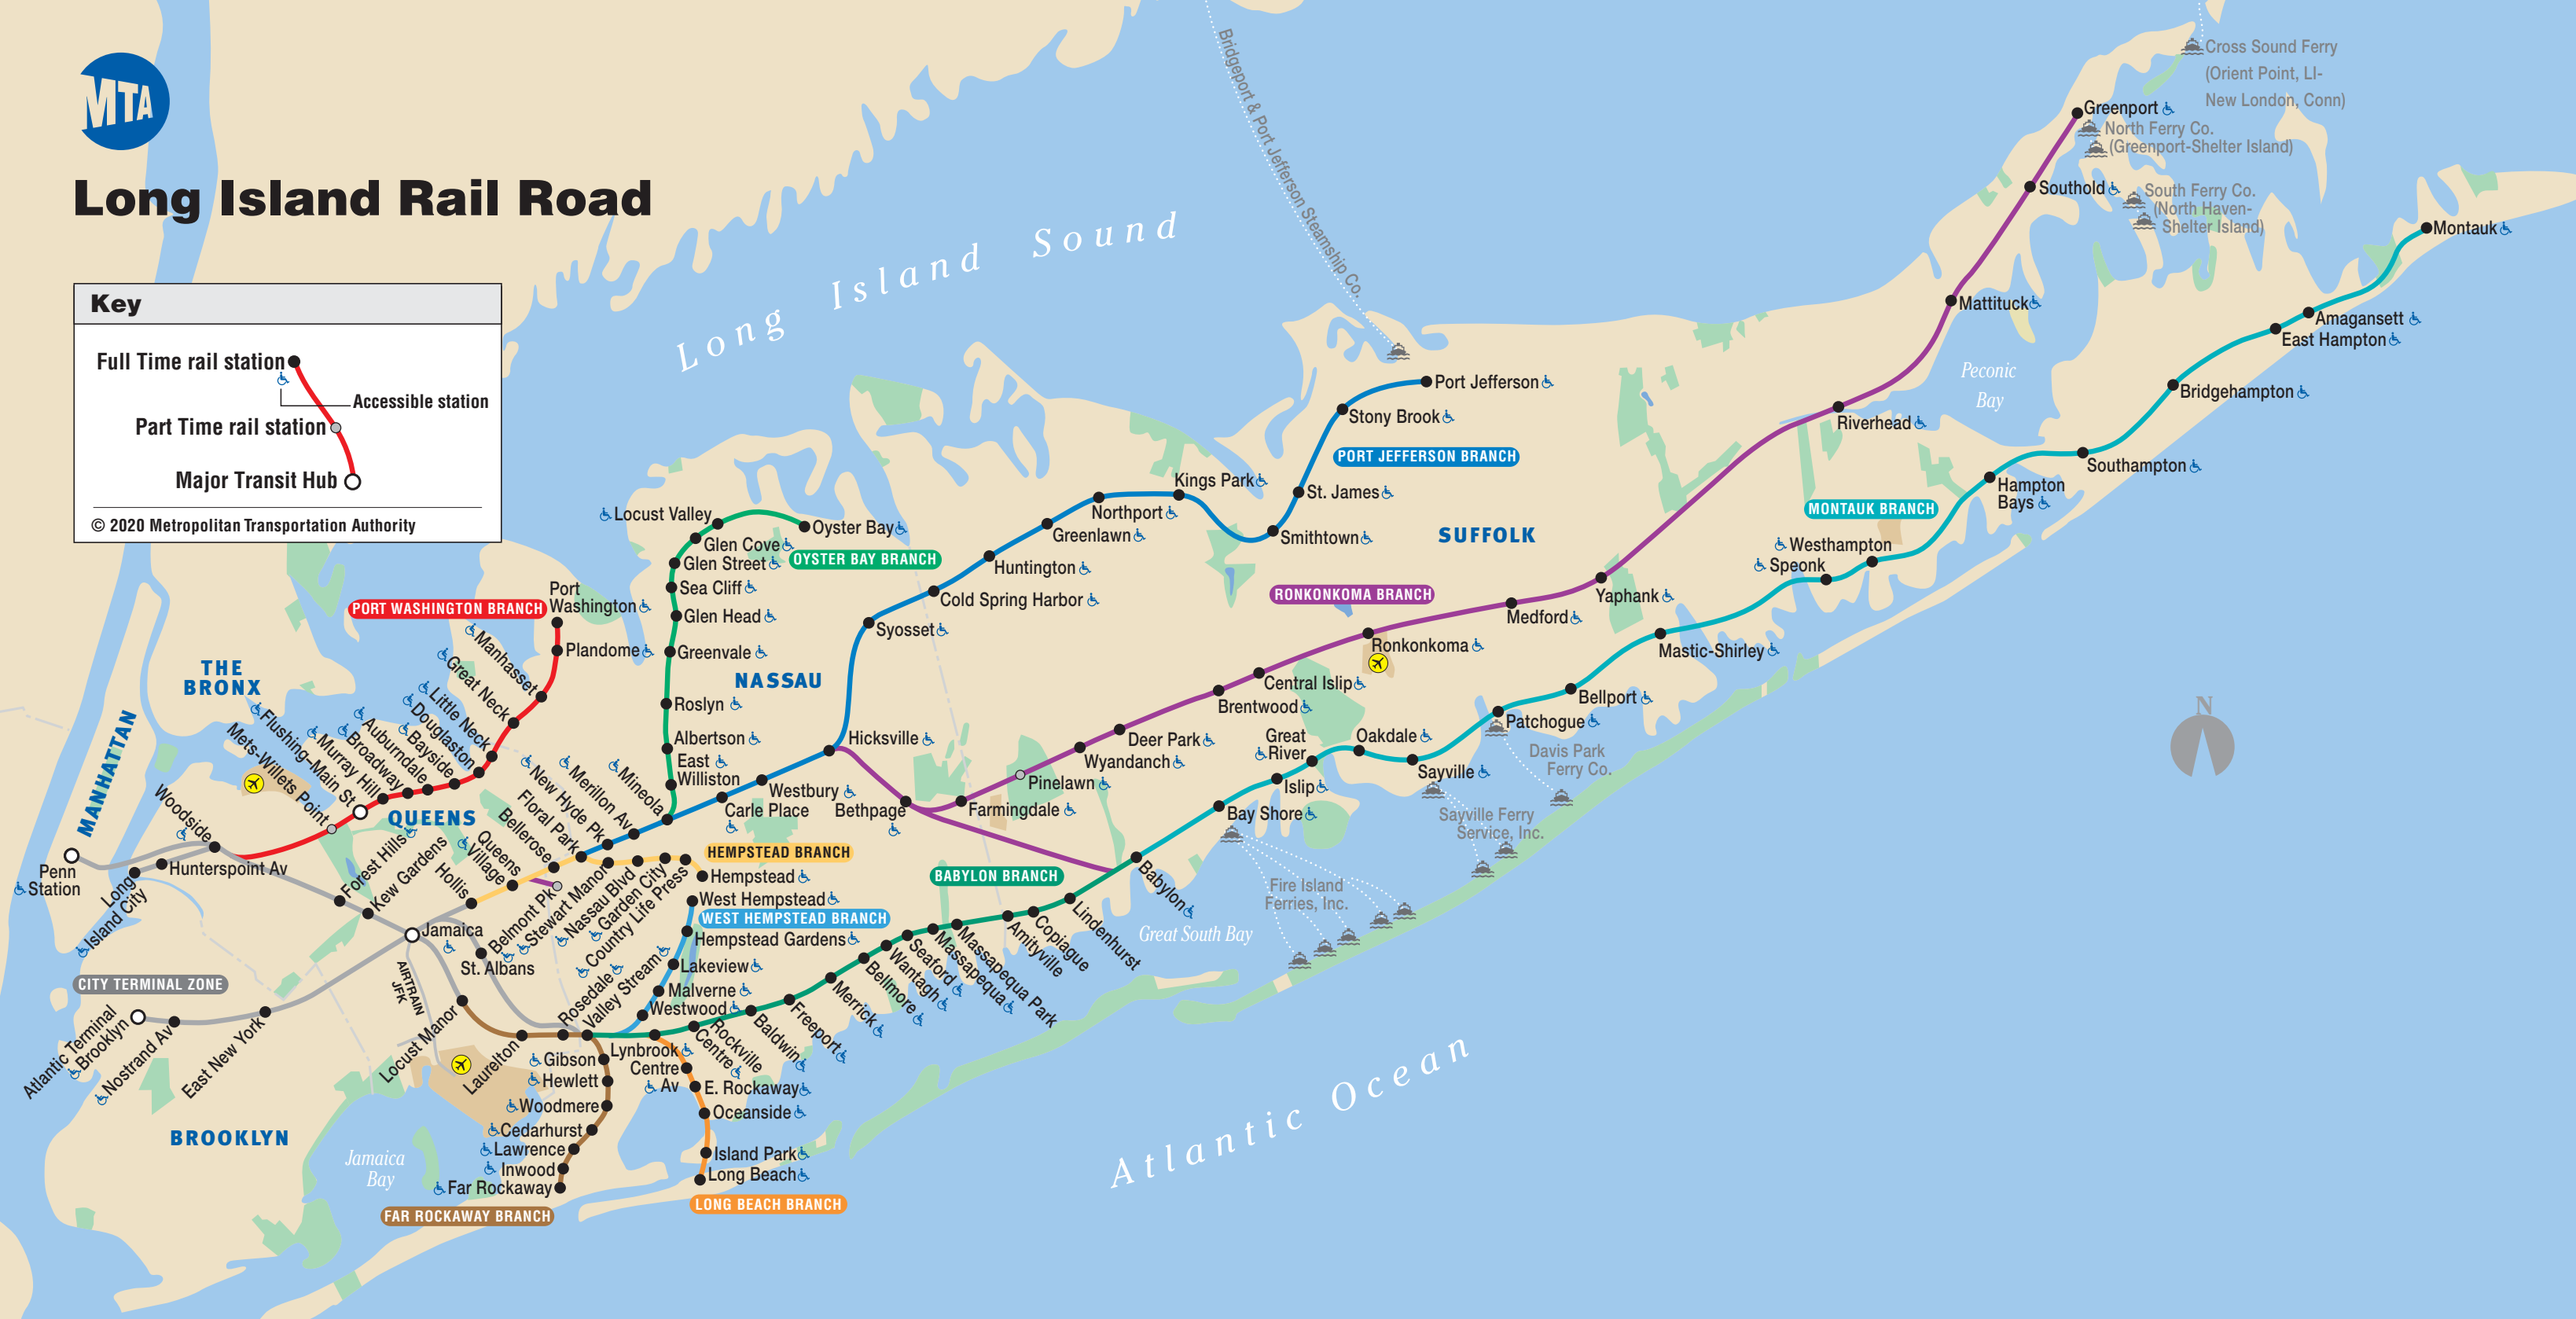 MTA
Long Island Rail Road
Key
Full Time rail station
Accessible station
Part Time rail station
Major Transit Hub
© 2020 Metropolitan Transportation Authority
Long Island Sound
Bridgeport & Port Jefferson Steamship Co.
Cross Sound Ferry
(Orient Point, LI-
New London, Conn)
Greenport
North Ferry Co.
(Greenport-Shelter Island)
Southold
South Ferry Co.
(North Haven-
Shelter Island)
Montauk
Mattituck
Amagansett
East Hampton
Peconic
Bay
Bridgehampton
Riverhead
Southampton
Hampton
Bays
MONTAUK BRANCH
Westhampton
Speonk
Port Jefferson
Stony Brook
PORT JEFFERSON BRANCH
Kings Park
St. James
Northport
Smithtown
Greenlawn
SUFFOLK
Huntington
Cold Spring Harbor
Syosset
RONKONKOMA BRANCH
Yaphank
Medford
Ronkonkoma
Mastic-Shirley
Central Islip
Brentwood
Bellport
Patchogue
Deer Park
Wyandanch
Great
River
Oakdale
Sayville
Davis Park
Ferry Co.
Pinelawn
Islip
Farmingdale
Bay Shore
Sayville Ferry
Service, Inc.
Bethpage
Hicksville
Westbury
Carle Place
Fire Island
Ferries, Inc.
Great South Bay
Babylon
BABYLON BRANCH
Locust Valley
Oyster Bay
Glen Cove
OYSTER BAY BRANCH
Glen Street
Sea Cliff
Glen Head
Greenvale
NASSAU
Roslyn
Albertson
East
Williston
Port
Washington
PORT WASHINGTON BRANCH
Plandome
Manhasset
Great Neck
Little Neck
Douglaston
Bayside
Auburndale
Broadway
Murray Hill
Flushing–Main St
Mets-Willets Point
THE
BRONX
MANHATTAN
QUEENS
Woodside
Mineola
Merillon Av
New Hyde Pk
Floral Park
Bellerose
Queens
Village
Hollis
Penn
Station
Long
Island City
Hunterspoint Av
Forest Hills
Kew Gardens
Jamaica
HEMPSTEAD BRANCH
Hempstead
Belmont Pk
Stewart Manor
Nassau Blvd
Garden City
Country Life Press
West Hempstead
WEST HEMPSTEAD BRANCH
Hempstead Gardens
Lakeview
Malverne
Westwood
St. Albans
AIRTRAIN
JFK
CITY TERMINAL ZONE
Atlantic Terminal
Brooklyn
Nostrand Av
East New York
Locust Manor
Laurelton
Rosedale
Valley Stream
Lynbrook
Rockville
Centre
Baldwin
Freeport
Merrick
Bellmore
Wantagh
Seaford
Massapequa
Massapequa Park
Amityville
Copiague
Lindenhurst
Gibson
Hewlett
Woodmere
Cedarhurst
Lawrence
Inwood
Far Rockaway
FAR ROCKAWAY BRANCH
Centre
Av
E. Rockaway
Oceanside
Island Park
Long Beach
LONG BEACH BRANCH
BROOKLYN
Jamaica
Bay
Atlantic Ocean
N